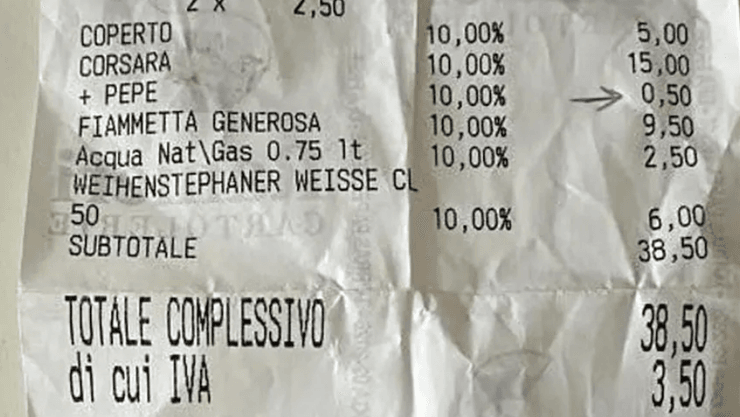 2 X 2,50
COPERTO 10,00% 5,00
CORSARA 10,00% 15,00
+ PEPE 10,00% 0,50
FIAMMETTA GENEROSA 10,00% 9,50
Acqua Nat\Gas 0.75 lt 10,00% 2,50
WEIHENSTEPHANER WEISSE CL
50 10,00% 6,00
SUBTOTALE 38,50
TOTALE COMPLESSIVO 38,50
di cui IVA 3,50